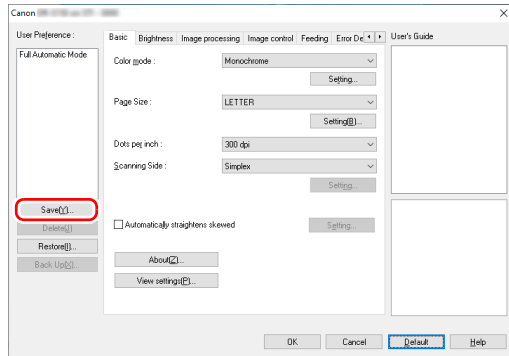 Canon
User Preference :
Full Automatic Mode
Save(Y)...
Delete(J)
Restore(I)...
Back Up(K)...
Basic Brightness Image processing Image control Feeding Error De
Color mode : Monochrome
Setting...
Page Size : LETTER
Setting(B)...
Dots per inch : 300 dpi
Scanning Side : Simplex
Setting...
Automatically straightens skewed Setting...
About(Z)...
View settings(P)...
User's Guide
OK Cancel Default Help